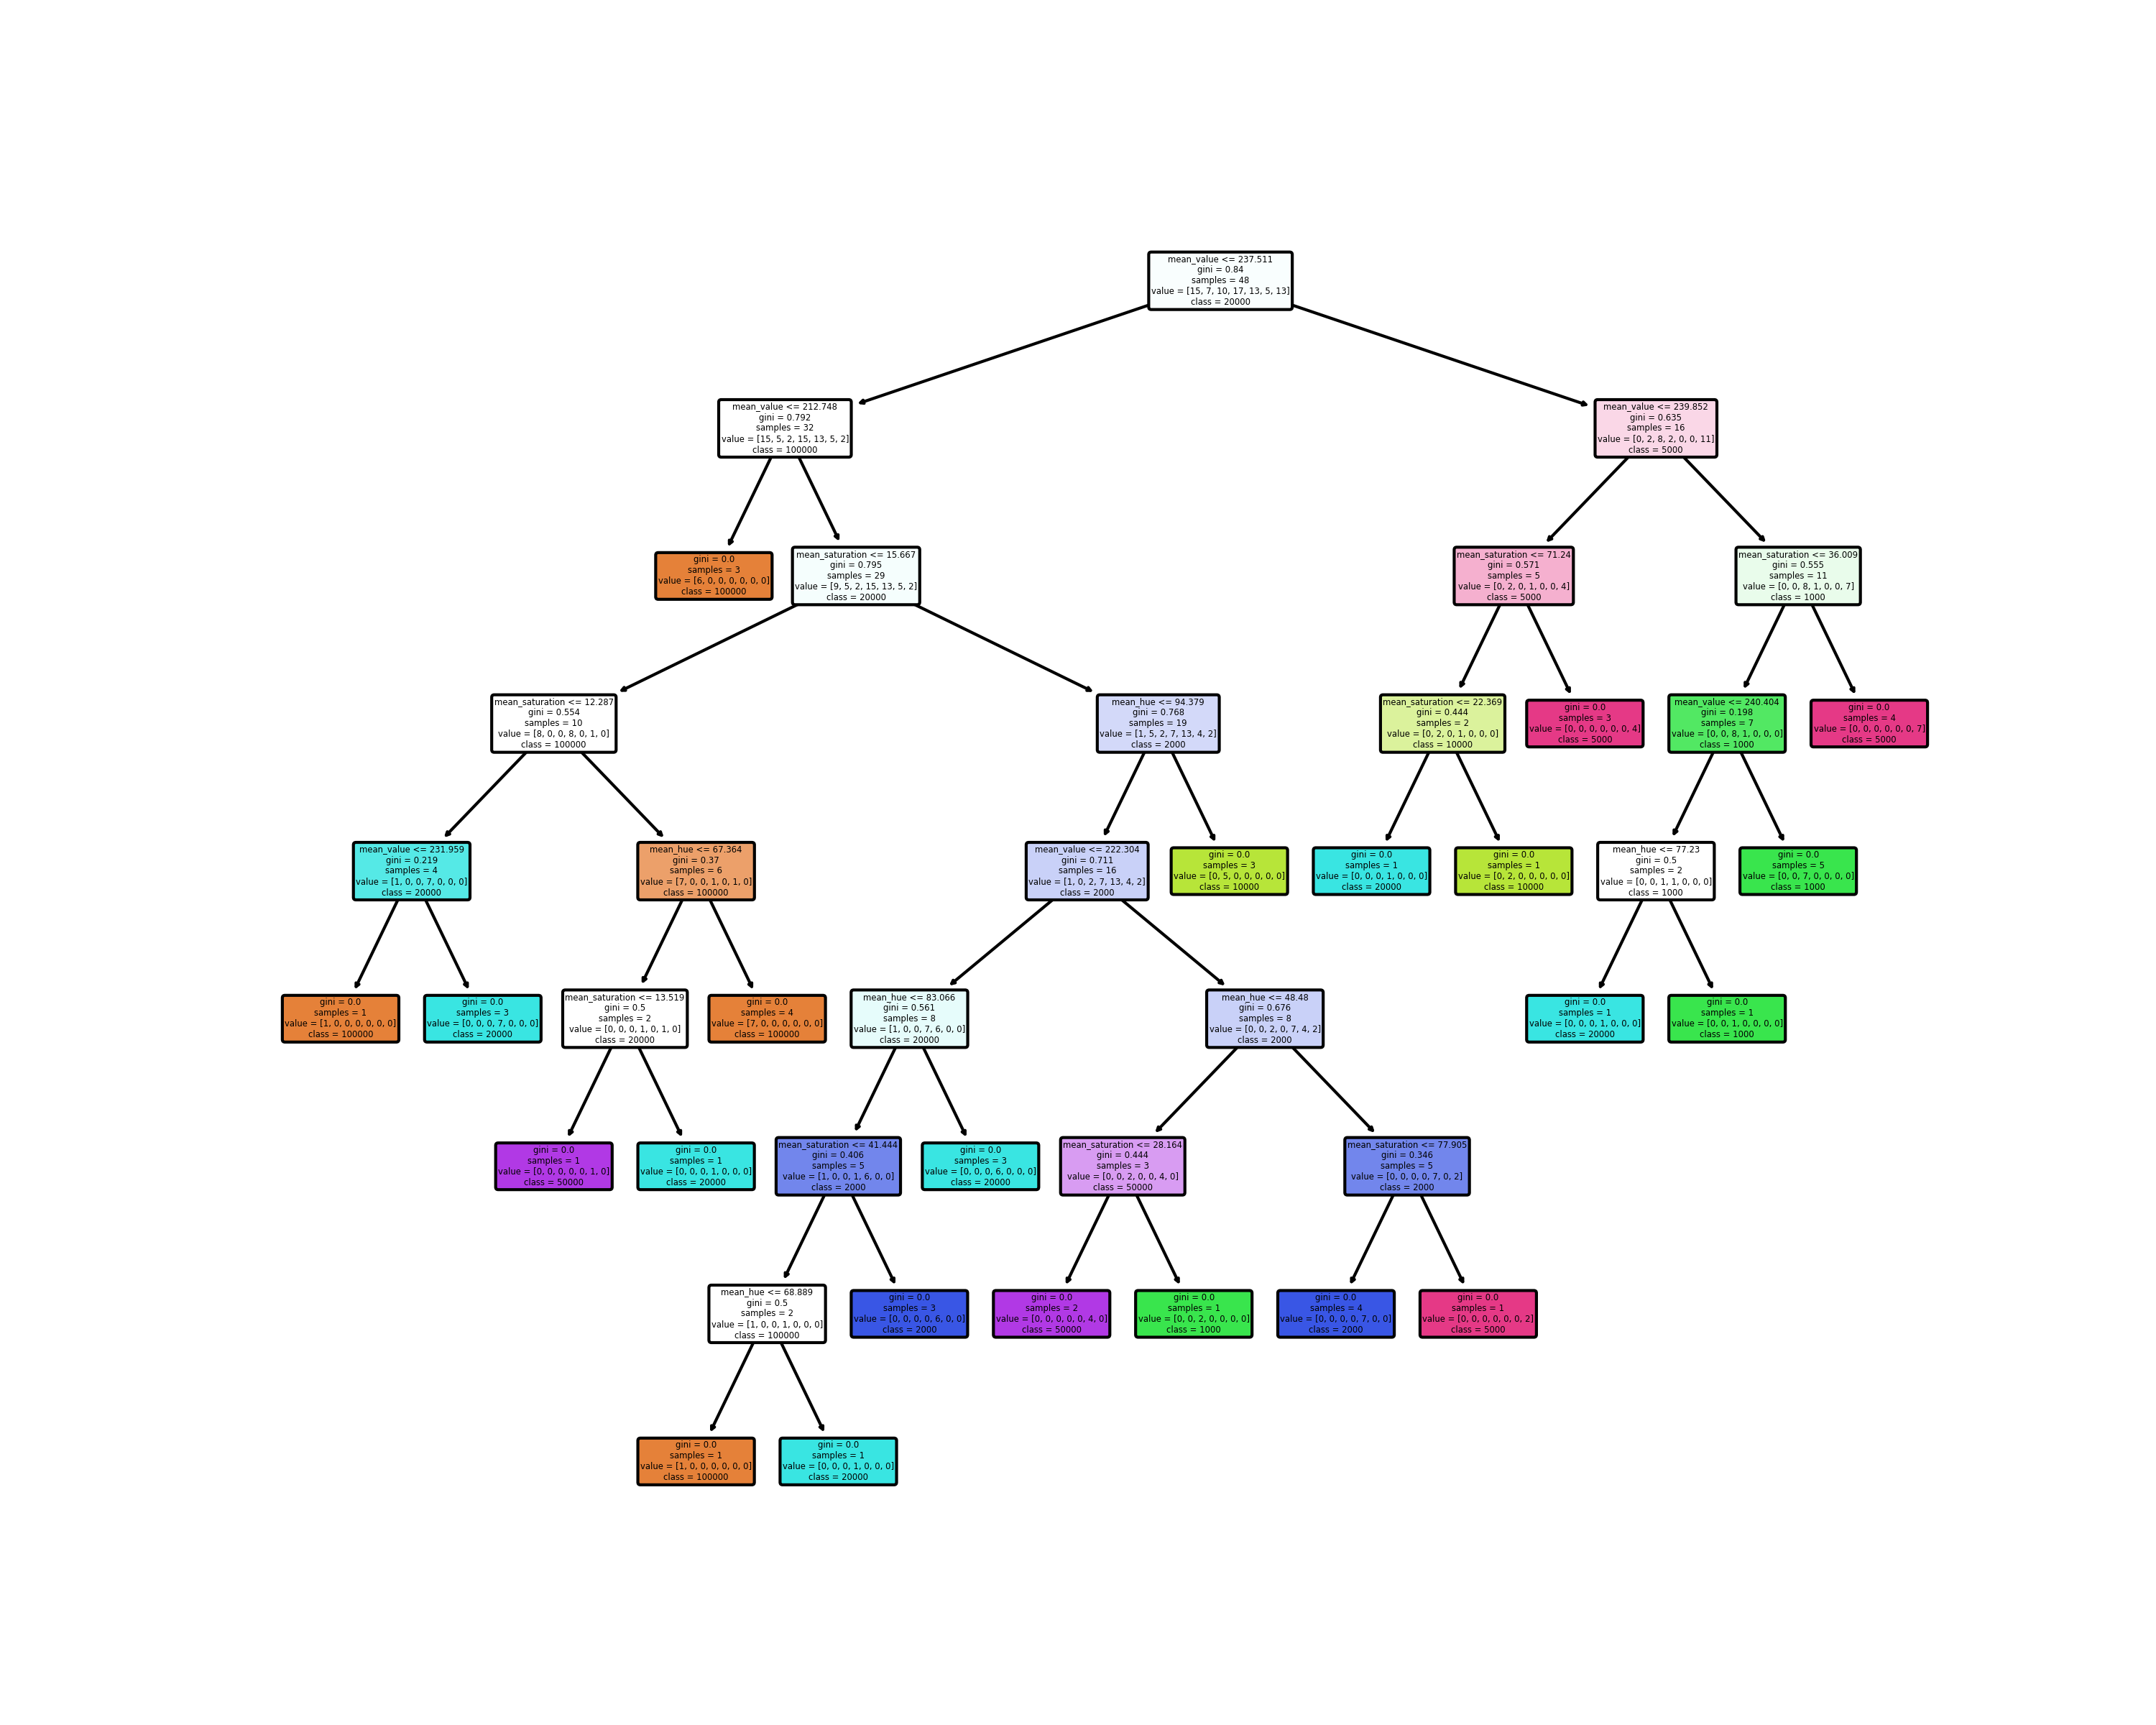 mean_value <= 237.511
gini = 0.84
samples = 48
value = [15, 7, 10, 17, 13, 5, 13]
class = 20000
mean_value <= 212.748
gini = 0.792
samples = 32
value = [15, 5, 2, 15, 13, 5, 2]
class = 100000
mean_value <= 239.852
gini = 0.635
samples = 16
value = [0, 2, 8, 2, 0, 0, 11]
class = 5000
gini = 0.0
samples = 3
value = [6, 0, 0, 0, 0, 0, 0]
class = 100000
mean_saturation <= 15.667
gini = 0.795
samples = 29
value = [9, 5, 2, 15, 13, 5, 2]
class = 20000
mean_saturation <= 71.24
gini = 0.571
samples = 5
value = [0, 2, 0, 1, 0, 0, 4]
class = 5000
mean_saturation <= 36.009
gini = 0.555
samples = 11
value = [0, 0, 8, 1, 0, 0, 7]
class = 1000
mean_saturation <= 12.287
gini = 0.554
samples = 10
value = [8, 0, 0, 8, 0, 1, 0]
class = 100000
mean_hue <= 94.379
gini = 0.768
samples = 19
value = [1, 5, 2, 7, 13, 4, 2]
class = 2000
mean_saturation <= 22.369
gini = 0.444
samples = 2
value = [0, 2, 0, 1, 0, 0, 0]
class = 10000
gini = 0.0
samples = 3
value = [0, 0, 0, 0, 0, 0, 4]
class = 5000
mean_value <= 240.404
gini = 0.198
samples = 7
value = [0, 0, 8, 1, 0, 0, 0]
class = 1000
gini = 0.0
samples = 4
value = [0, 0, 0, 0, 0, 0, 7]
class = 5000
mean_value <= 231.959
gini = 0.219
samples = 4
value = [1, 0, 0, 7, 0, 0, 0]
class = 20000
mean_hue <= 67.364
gini = 0.37
samples = 6
value = [7, 0, 0, 1, 0, 1, 0]
class = 100000
mean_value <= 222.304
gini = 0.711
samples = 16
value = [1, 0, 2, 7, 13, 4, 2]
class = 2000
gini = 0.0
samples = 3
value = [0, 5, 0, 0, 0, 0, 0]
class = 10000
gini = 0.0
samples = 1
value = [0, 0, 0, 1, 0, 0, 0]
class = 20000
gini = 0.0
samples = 1
value = [0, 2, 0, 0, 0, 0, 0]
class = 10000
mean_hue <= 77.23
gini = 0.5
samples = 2
value = [0, 0, 1, 1, 0, 0, 0]
class = 1000
gini = 0.0
samples = 5
value = [0, 0, 7, 0, 0, 0, 0]
class = 1000
gini = 0.0
samples = 1
value = [1, 0, 0, 0, 0, 0, 0]
class = 100000
gini = 0.0
samples = 3
value = [0, 0, 0, 7, 0, 0, 0]
class = 20000
mean_saturation <= 13.519
gini = 0.5
samples = 2
value = [0, 0, 0, 1, 0, 1, 0]
class = 20000
gini = 0.0
samples = 4
value = [7, 0, 0, 0, 0, 0, 0]
class = 100000
mean_hue <= 83.066
gini = 0.561
samples = 8
value = [1, 0, 0, 7, 6, 0, 0]
class = 20000
mean_hue <= 48.48
gini = 0.676
samples = 8
value = [0, 0, 2, 0, 7, 4, 2]
class = 2000
gini = 0.0
samples = 1
value = [0, 0, 0, 1, 0, 0, 0]
class = 20000
gini = 0.0
samples = 1
value = [0, 0, 1, 0, 0, 0, 0]
class = 1000
gini = 0.0
samples = 1
value = [0, 0, 0, 0, 0, 1, 0]
class = 50000
gini = 0.0
samples = 1
value = [0, 0, 0, 1, 0, 0, 0]
class = 20000
mean_saturation <= 41.444
gini = 0.406
samples = 5
value = [1, 0, 0, 1, 6, 0, 0]
class = 2000
gini = 0.0
samples = 3
value = [0, 0, 0, 6, 0, 0, 0]
class = 20000
mean_saturation <= 28.164
gini = 0.444
samples = 3
value = [0, 0, 2, 0, 0, 4, 0]
class = 50000
mean_saturation <= 77.905
gini = 0.346
samples = 5
value = [0, 0, 0, 0, 7, 0, 2]
class = 2000
mean_hue <= 68.889
gini = 0.5
samples = 2
value = [1, 0, 0, 1, 0, 0, 0]
class = 100000
gini = 0.0
samples = 3
value = [0, 0, 0, 0, 6, 0, 0]
class = 2000
gini = 0.0
samples = 2
value = [0, 0, 0, 0, 0, 4, 0]
class = 50000
gini = 0.0
samples = 1
value = [0, 0, 2, 0, 0, 0, 0]
class = 1000
gini = 0.0
samples = 4
value = [0, 0, 0, 0, 7, 0, 0]
class = 2000
gini = 0.0
samples = 1
value = [0, 0, 0, 0, 0, 0, 2]
class = 5000
gini = 0.0
samples = 1
value = [1, 0, 0, 0, 0, 0, 0]
class = 100000
gini = 0.0
samples = 1
value = [0, 0, 0, 1, 0, 0, 0]
class = 20000